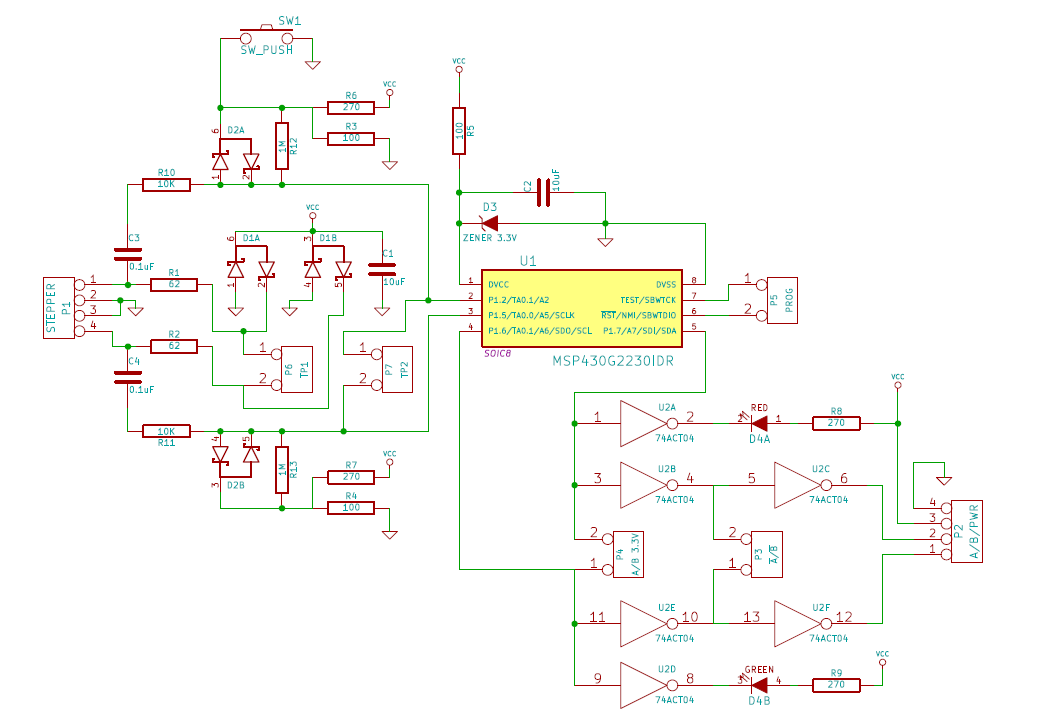 SW1
SW_PUSH
VCC
R6
270
R3
100
6
D2A
1
2
1M
R12
R10
10K
VCC
100
R5
C2
10uF
D3
ZENER 3.3V
VCC
6
D1A
3
D1B
1
2
4
5
C1
10uF
C3
0.1uF
STEPPER
P1
1
2
3
4
R1
62
R2
62
C4
0.1uF
1
2
P6
TP1
1
2
P7
TP2
U1
1
DVCC
DVSS
8
2
P1.2/TA0.1/A2
TEST/SBWTCK
7
3
P1.5/TA0.0/A5/SCLK
RST/NMI/SBWTDIO
6
4
P1.6/TA0.1/A6/SDO/SCL
P1.7/A7/SDI/SDA
5
SOIC8
MSP430G2230IDR
1
2
P5
PROG
10K
R11
4
5
3
D2B
1M
R13
R7
270
VCC
R4
100
1
U2A
2
74ACT04
RED
2
1
D4A
R8
270
VCC
3
U2B
4
74ACT04
5
U2C
6
74ACT04
2
1
P4
A/B 3.3V
2
1
P3
A/B
4
3
2
1
P2
A/B/PWR
11
U2E
10
74ACT04
13
U2F
12
74ACT04
9
U2D
8
74ACT04
GREEN
3
4
D4B
R9
270
VCC